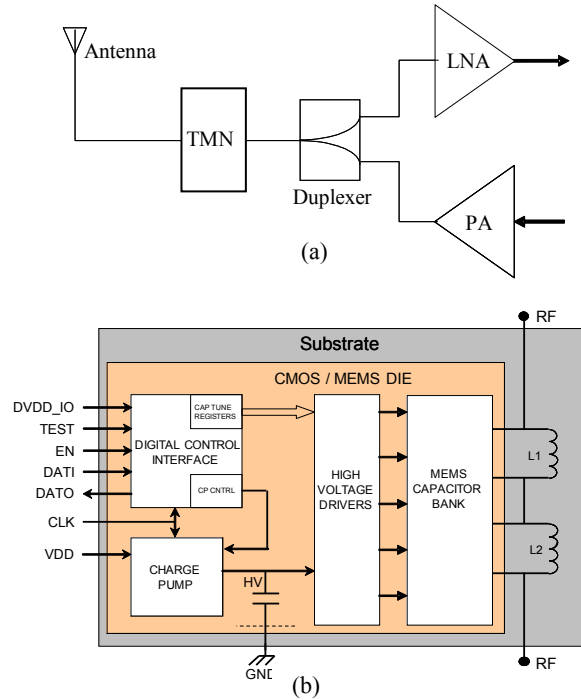 Antenna
LNA
TMN
Duplexer
PA
(a)
RF
Substrate
CMOS / MEMS DIE
DVDD_IO
TEST
EN
DATI
DATO
CLK
VDD
CAP TUNE
REGISTERS
DIGITAL CONTROL
INTERFACE
CP CNTRL
CHARGE
PUMP
HV
GND
HIGH
VOLTAGE
DRIVERS
MEMS
CAPACITOR
BANK
L1
L2
RF
(b)